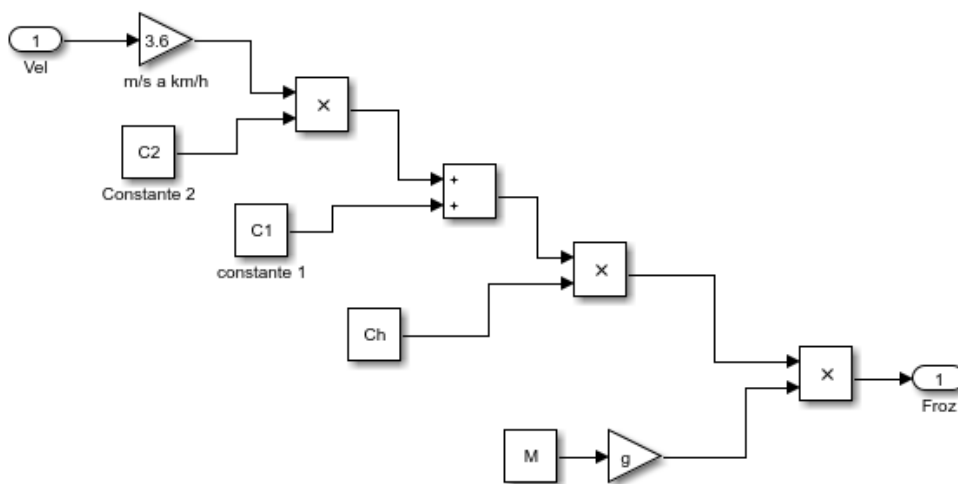 1
Vel
3.6
m/s a km/h
×
C2
Constante 2
+
+
C1
constante 1
×
Ch
×
1
Froz
M
g